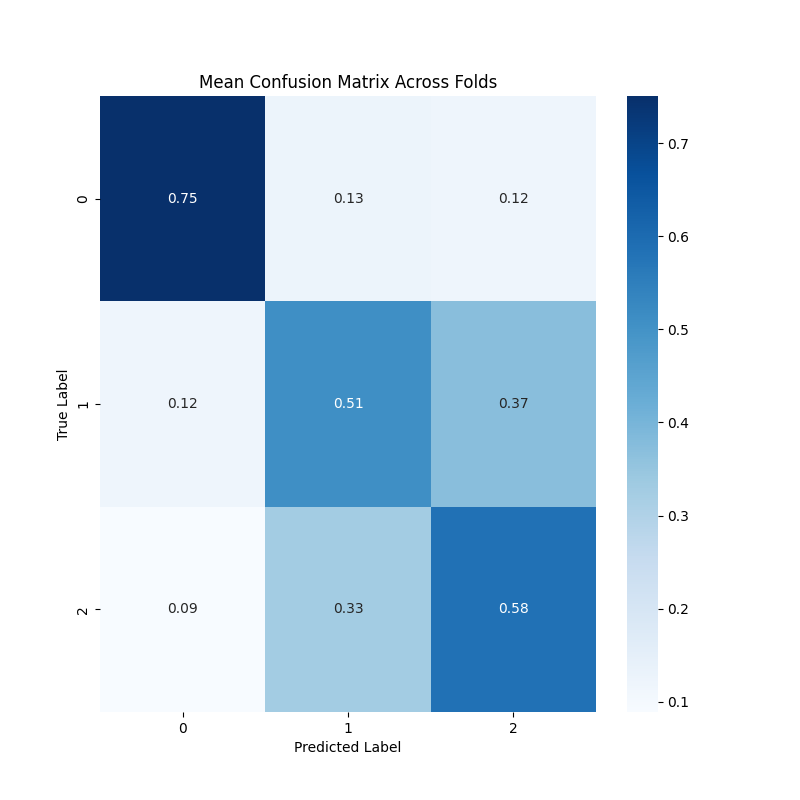 Mean Confusion Matrix Across Folds
0 0.75 0.13 0.12
1 0.12 0.51 0.37
2 0.09 0.33 0.58
0 1 2
True Label
Predicted Label
0.7
0.6
0.5
0.4
0.3
0.2
0.1